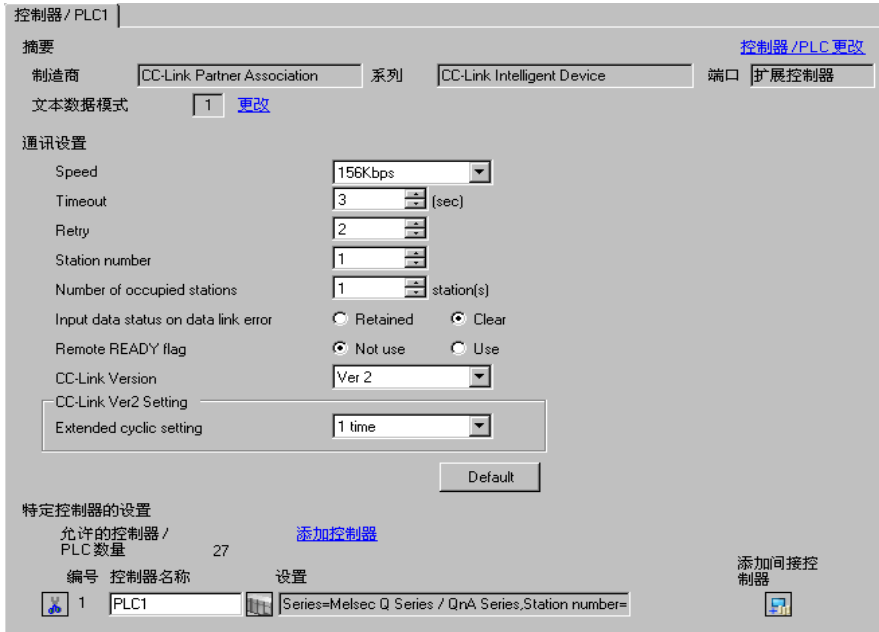 控制器/PLC1
摘要 控制器/PLC更改
制造商 CC-Link Partner Association 系列 CC-Link Intelligent Device 端口 扩展控制器
文本数据模式 1 更改
通讯设置
Speed 156Kbps
Timeout 3 (sec)
Retry 2
Station number 1
Number of occupied stations 1 station(s)
Input data status on data link error Retained Clear
Remote READY flag Not use Use
CC-Link Version Ver 2
CC-Link Ver2 Setting
Extended cyclic setting 1 time
Default
特定控制器的设置
允许的控制器/
PLC数量 27 添加控制器
编号 控制器名称 设置 添加间接控
制器
1 PLC1 Series=Melsec Q Series / QnA Series,Station number=